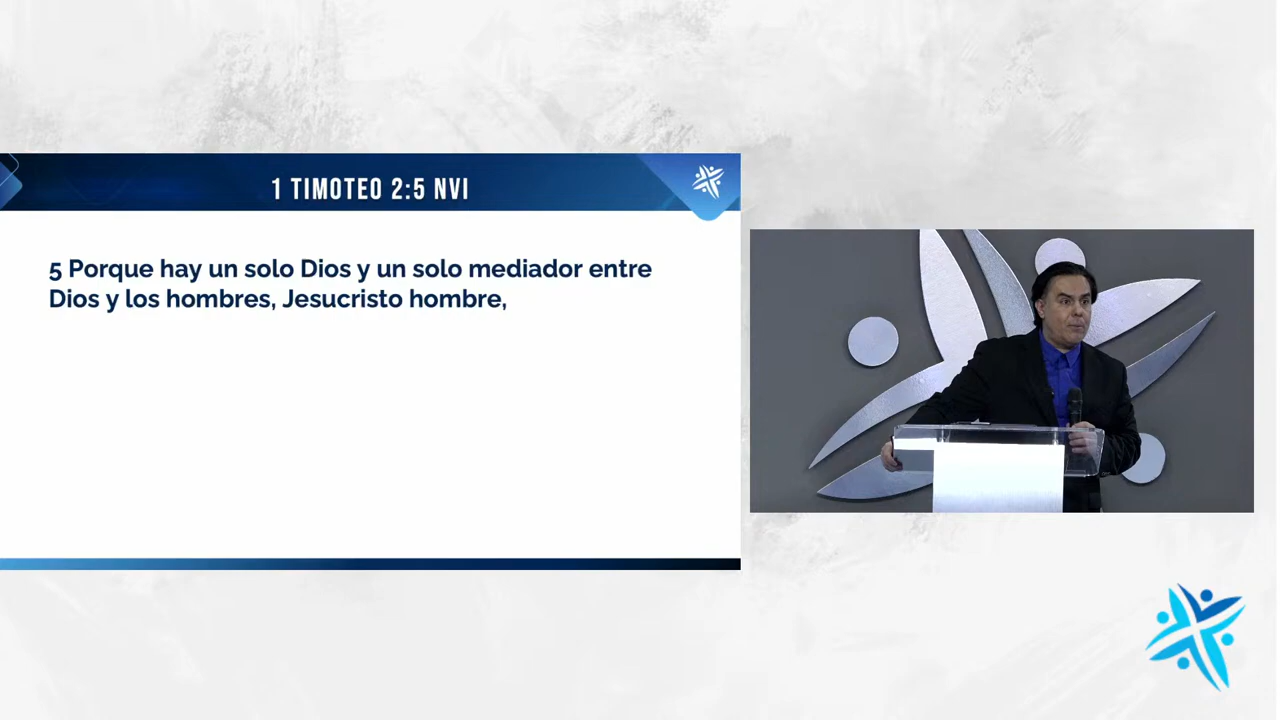 1 TIMOTEO 2:5 NVI
5 Porque hay un solo Dios y un solo mediador entre
Dios y los hombres, Jesucristo hombre,